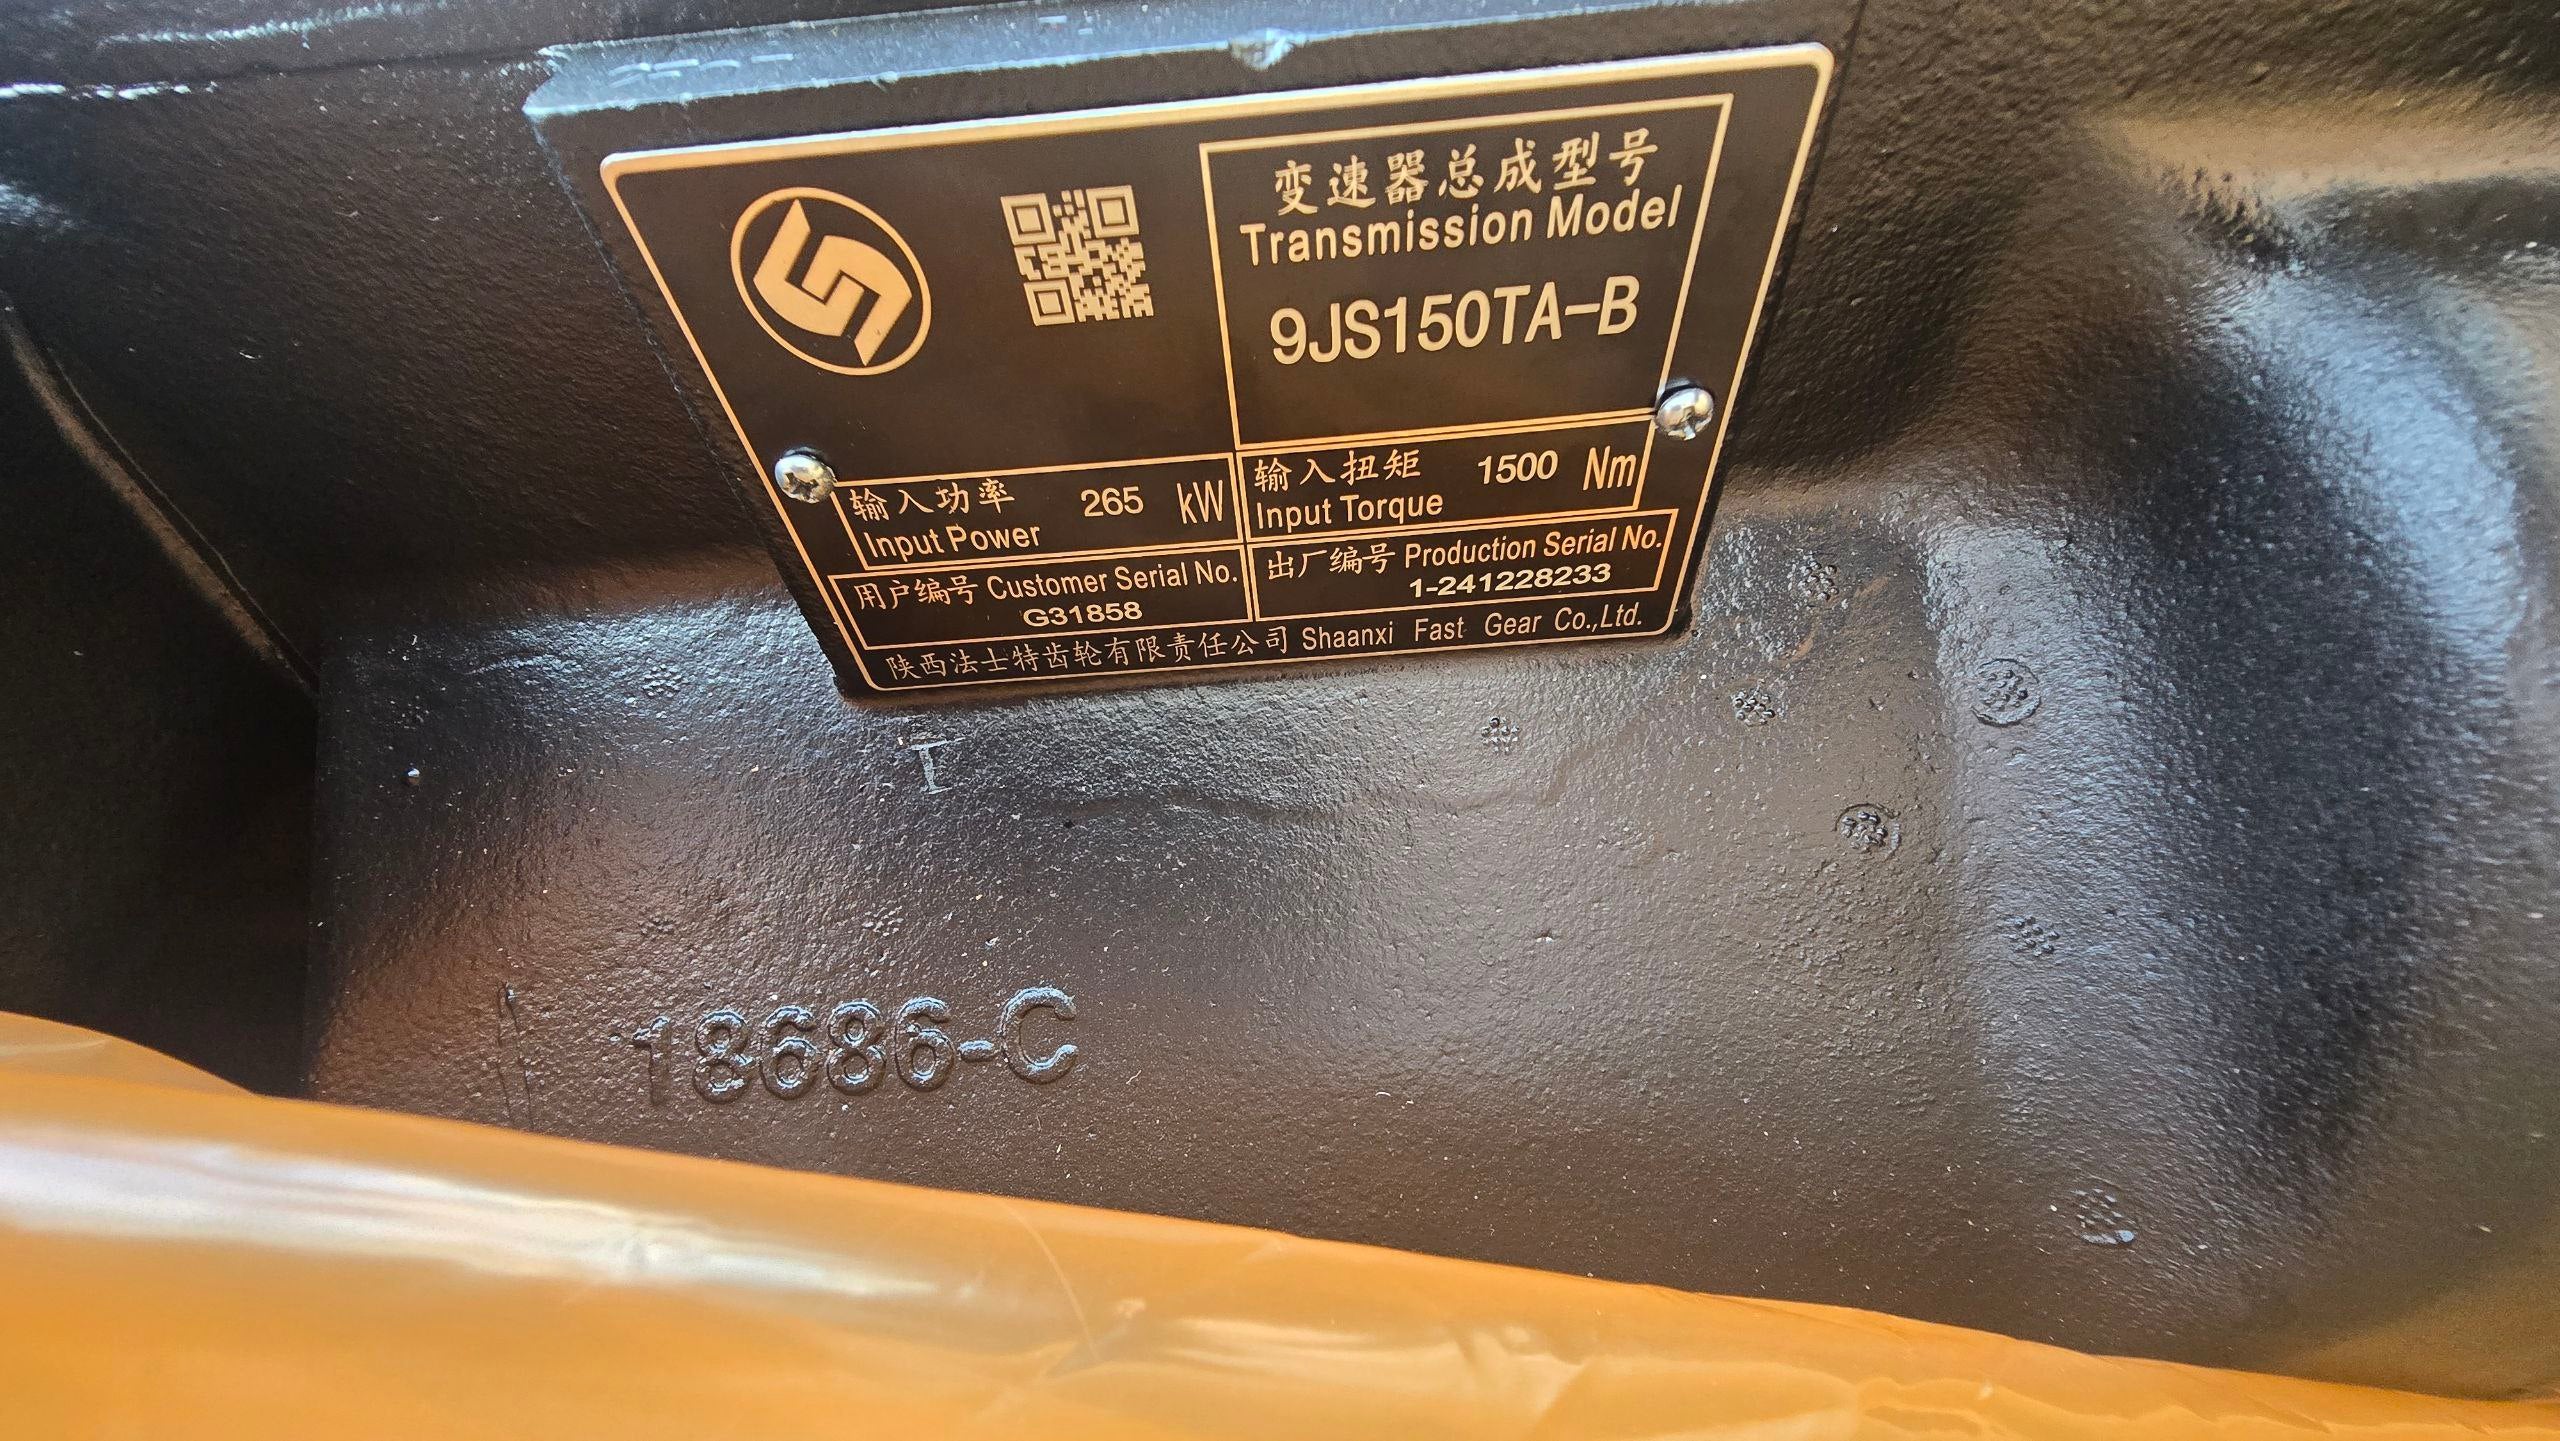 变速器总成型号
Transmission Model
9JS150TA-B
输入功率 265 kW
Input Power
输入扭矩 1500 Nm
Input Torque
用户编号 Customer Serial No.
G31858
出厂编号 Production Serial No.
1-241228233
陕西法士特齿轮有限责任公司 Shaanxi Fast Gear Co.,Ltd.
18686-C